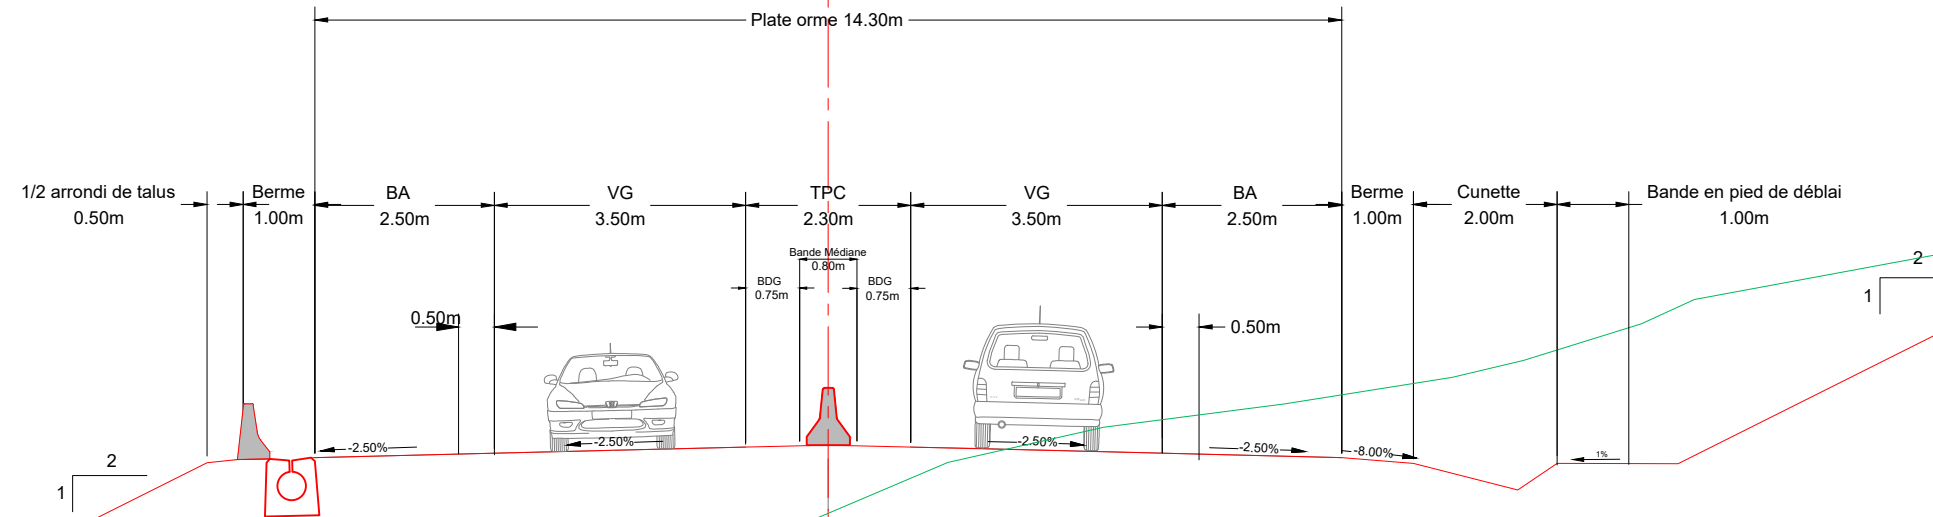 Plate orme 14.30m
1/2 arrondi de talus
0.50m
Berme
1.00m
BA
2.50m
VG
3.50m
TPC
2.30m
VG
3.50m
BA
2.50m
Berme
1.00m
Cunette
2.00m
Bande en pied de déblai
1.00m
Bande Médiane
0.80m
BDG
0.75m
BDG
0.75m
0.50m
0.50m
2
1
2
1
-2.50%
-2.50%
-2.50%
-2.50%
-8.00%
1%